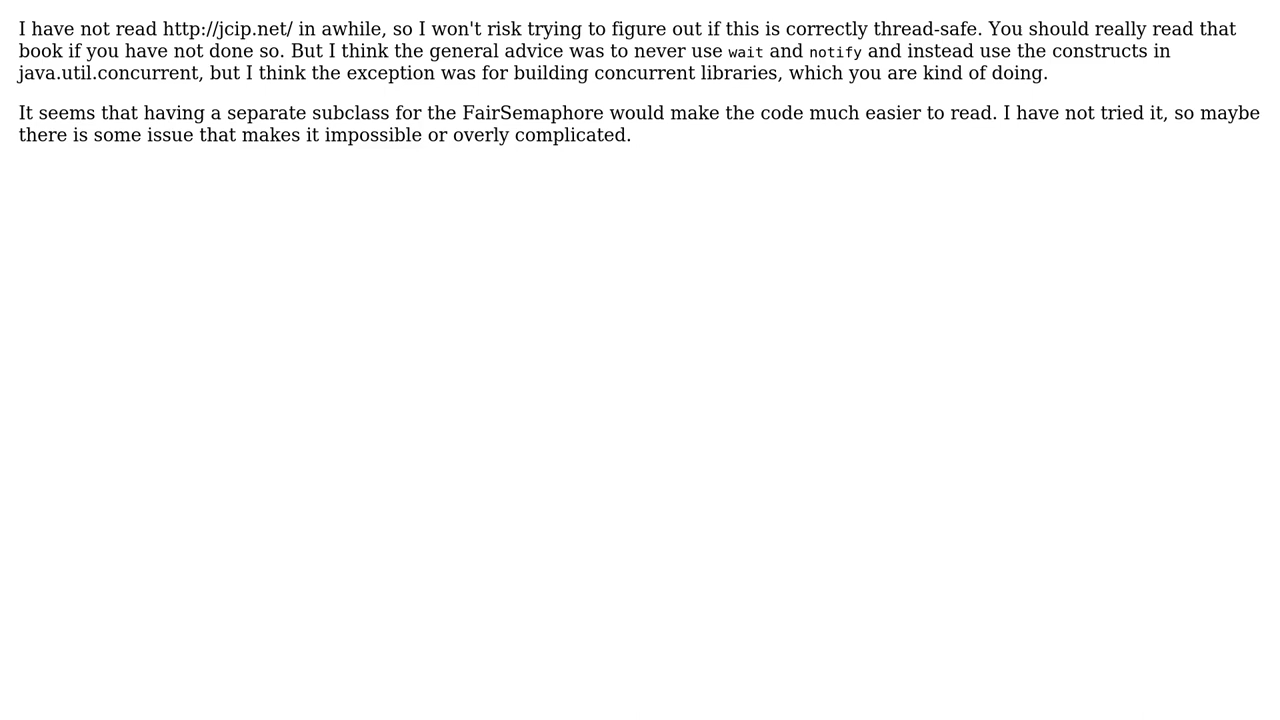 I have not read http://jcip.net/ in awhile, so I won't risk trying to figure out if this is correctly thread-safe. You should really read that
book if you have not done so. But I think the general advice was to never use wait and notify and instead use the constructs in
java.util.concurrent, but I think the exception was for building concurrent libraries, which you are kind of doing.
It seems that having a separate subclass for the FairSemaphore would make the code much easier to read. I have not tried it, so maybe
there is some issue that makes it impossible or overly complicated.